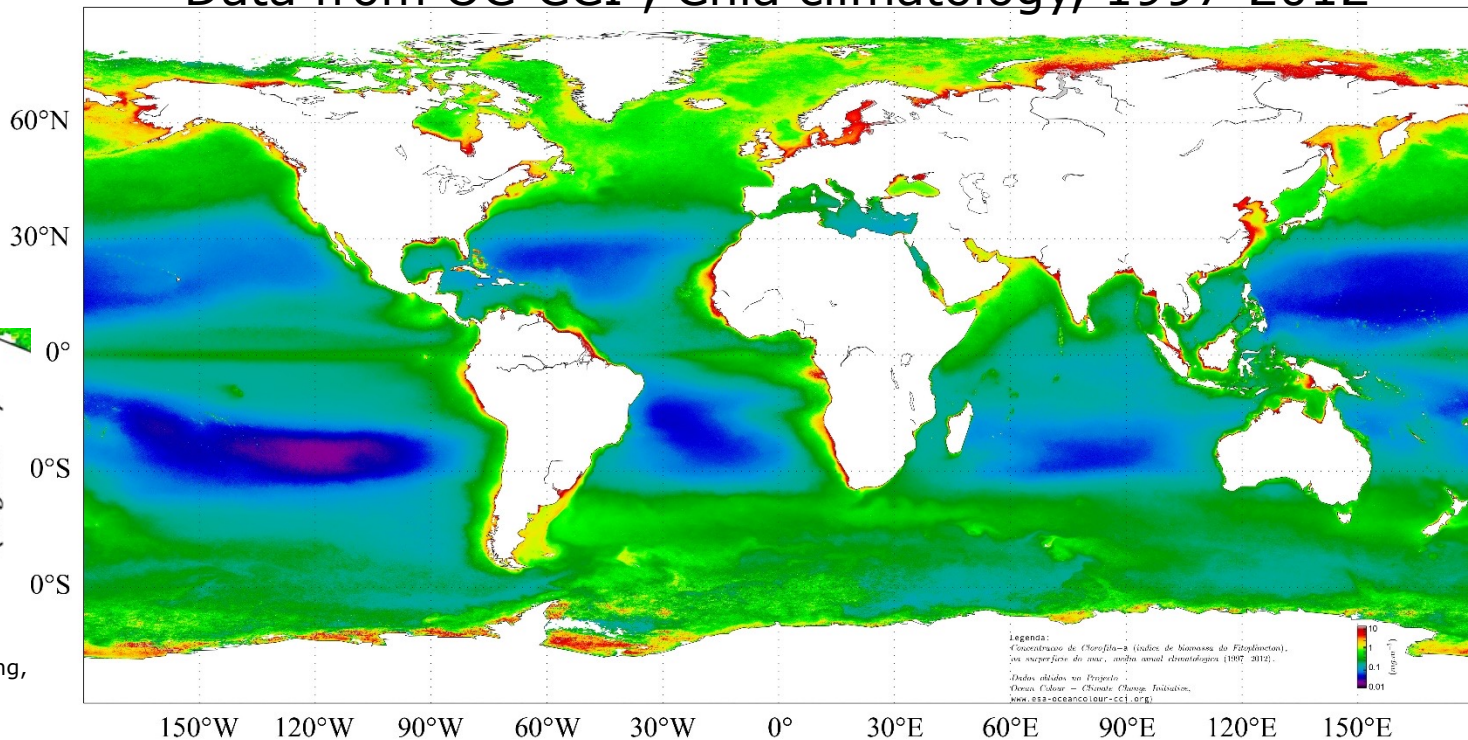 Data from OC-CCI , Chla climatology, 1997-2012
60°N
30°N
0°
0°S
0°S
ng,
150°W 120°W 90°W 60°W 30°W 0° 30°E 60°E 90°E 120°E 150°E
Legenda:
Concentracao de Clorofila-a (indice de biomassa do Fitoplâncton),
na surperficie do mar, media anual climatologica (1997 2012).
Dados obtidos no Projeto
Ocean Colour - Climate Change Initiative,
www.esa-oceancolour-cci.org)
10
1
0.1
0.01